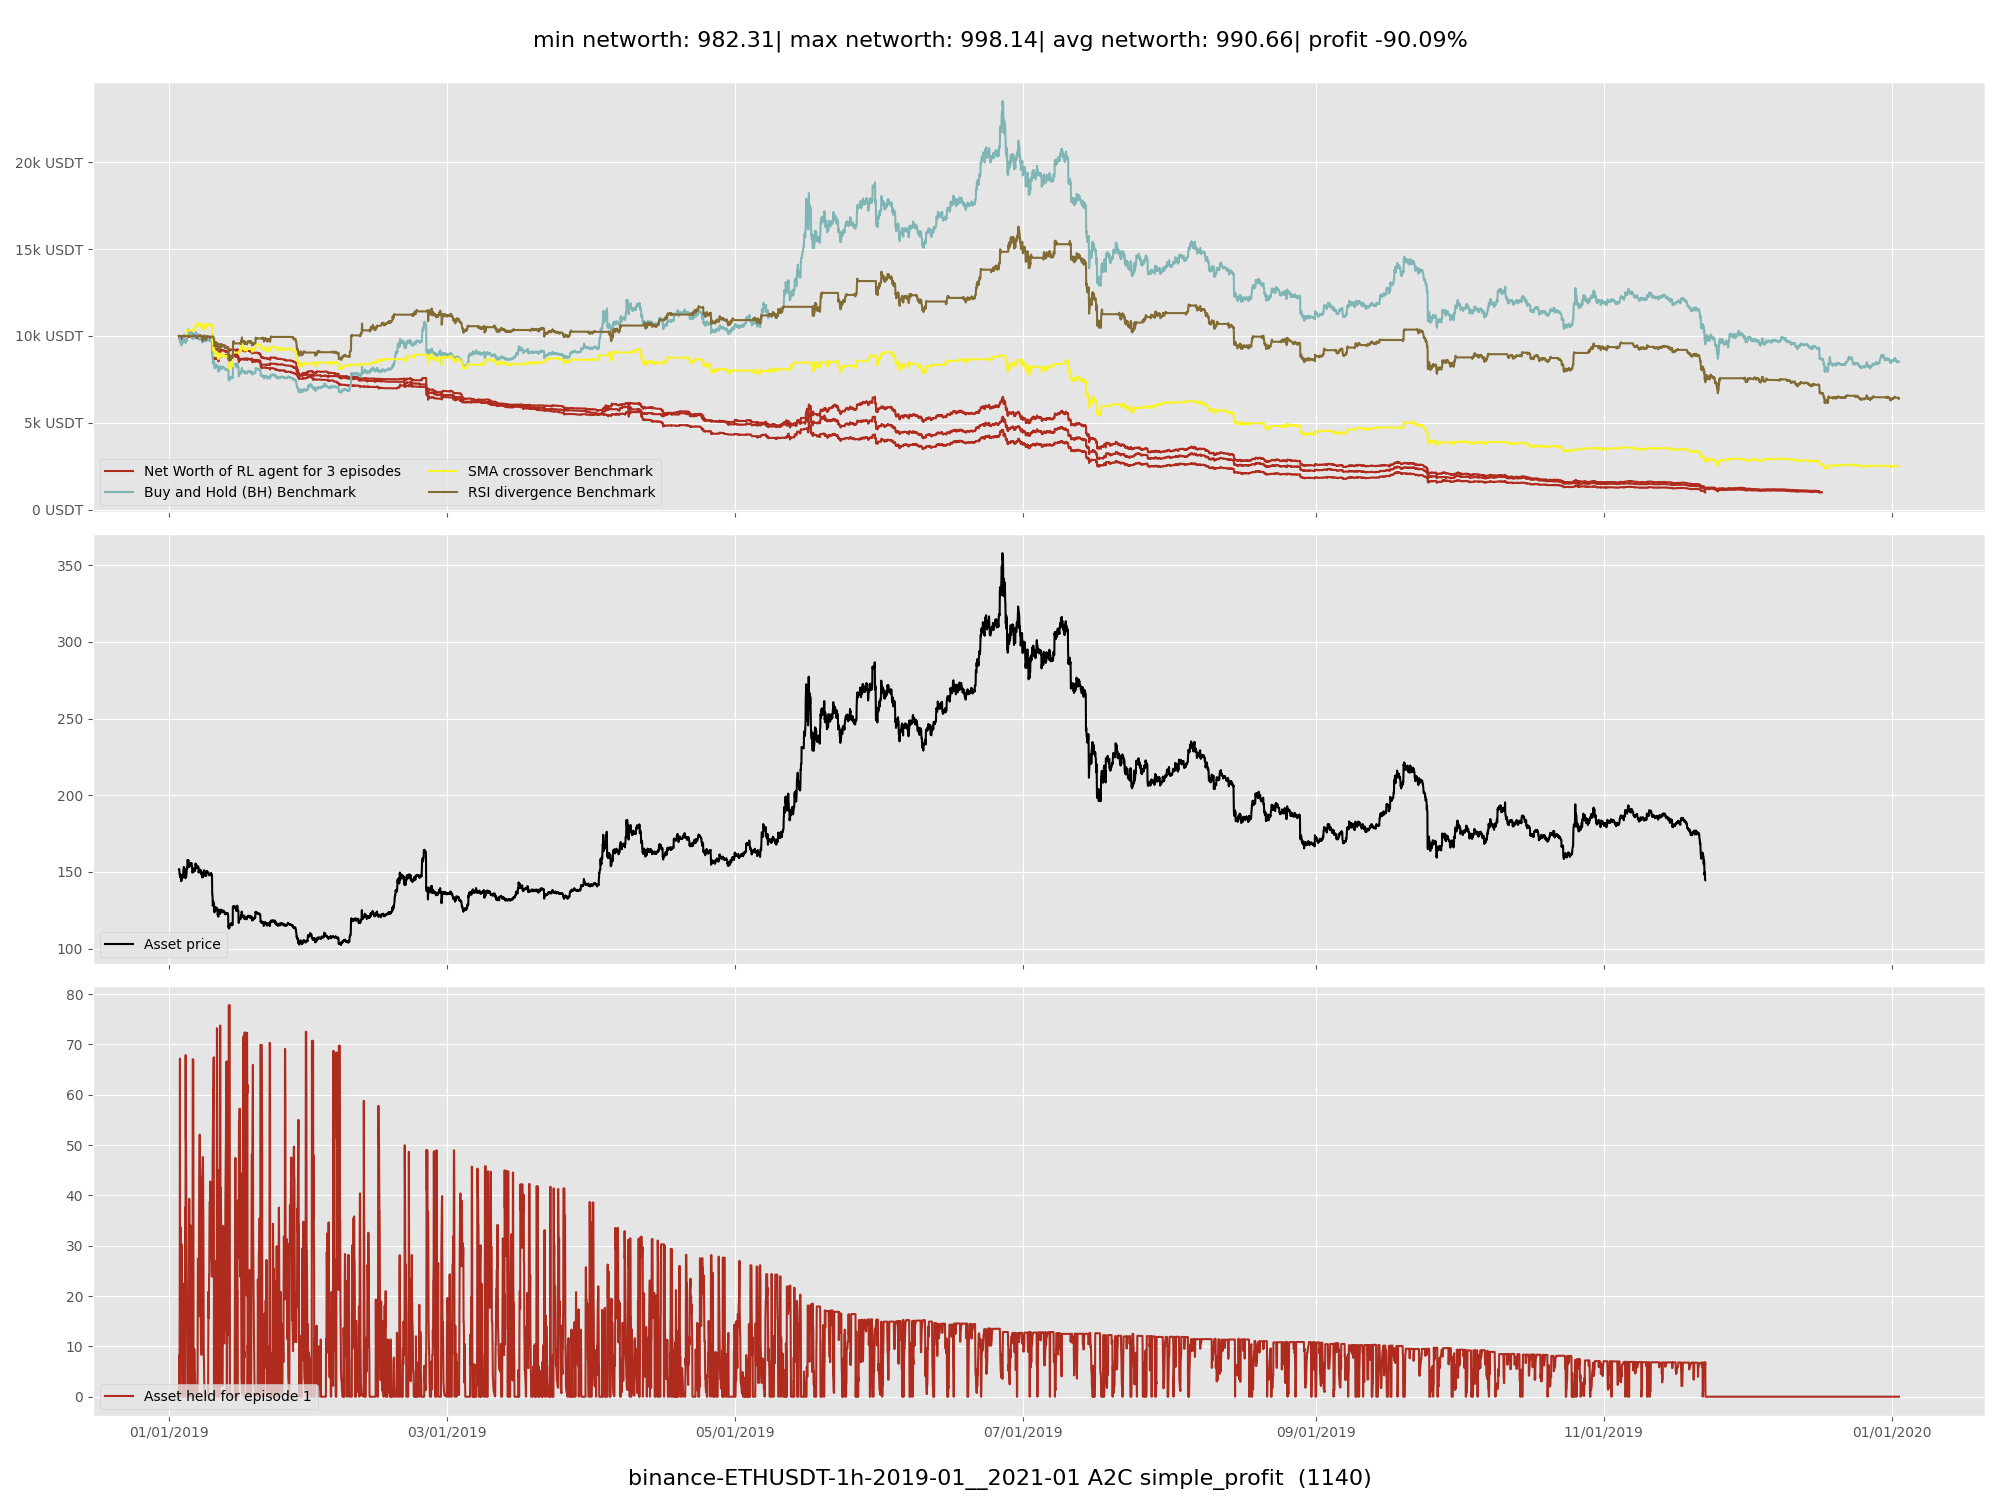 min networth: 982.31| max networth: 998.14| avg networth: 990.66| profit -90.09%
20k USDT
15k USDT
10k USDT
5k USDT
0 USDT
Net Worth of RL agent for 3 episodes
Buy and Hold (BH) Benchmark
SMA crossover Benchmark
RSI divergence Benchmark
350
300
250
200
150
100
Asset price
80
70
60
50
40
30
20
10
0
Asset held for episode 1
01/01/2019 03/01/2019 05/01/2019 07/01/2019 09/01/2019 11/01/2019 01/01/2020
binance-ETHUSDT-1h-2019-01__2021-01 A2C simple_profit (1140)